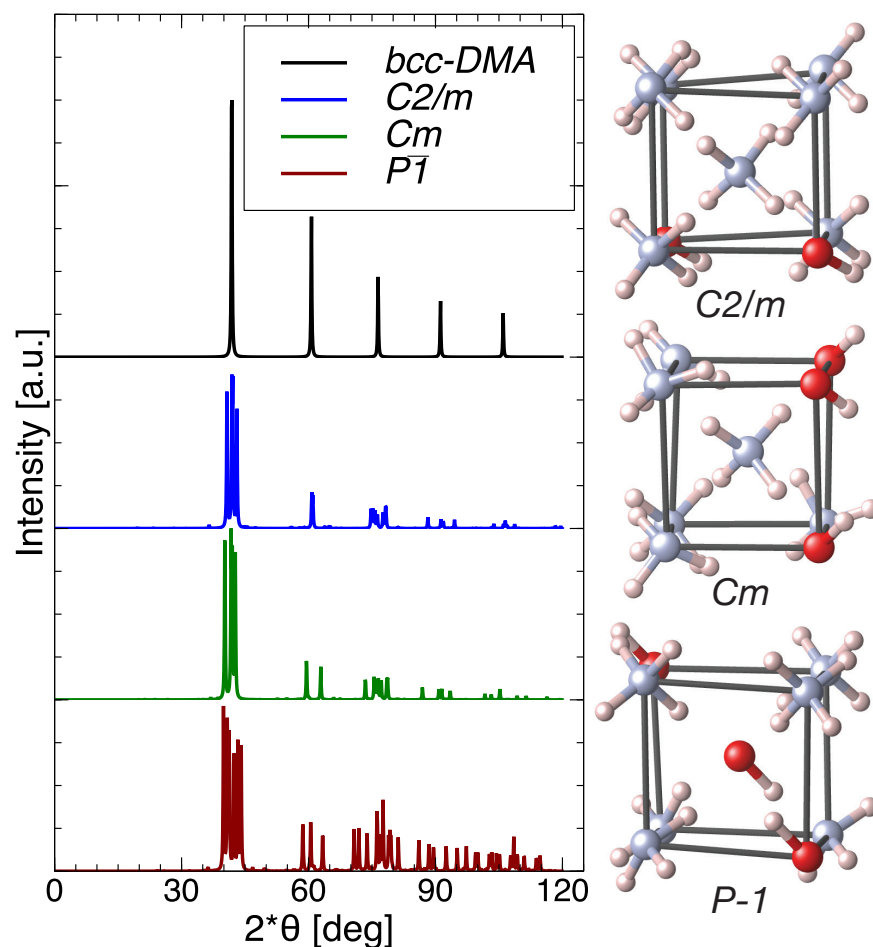 bcc-DMA
C2/m
Cm
P1̅
Intensity [a.u.]
0 30 60 90 120
2*θ [deg]
C2/m
Cm
P-1